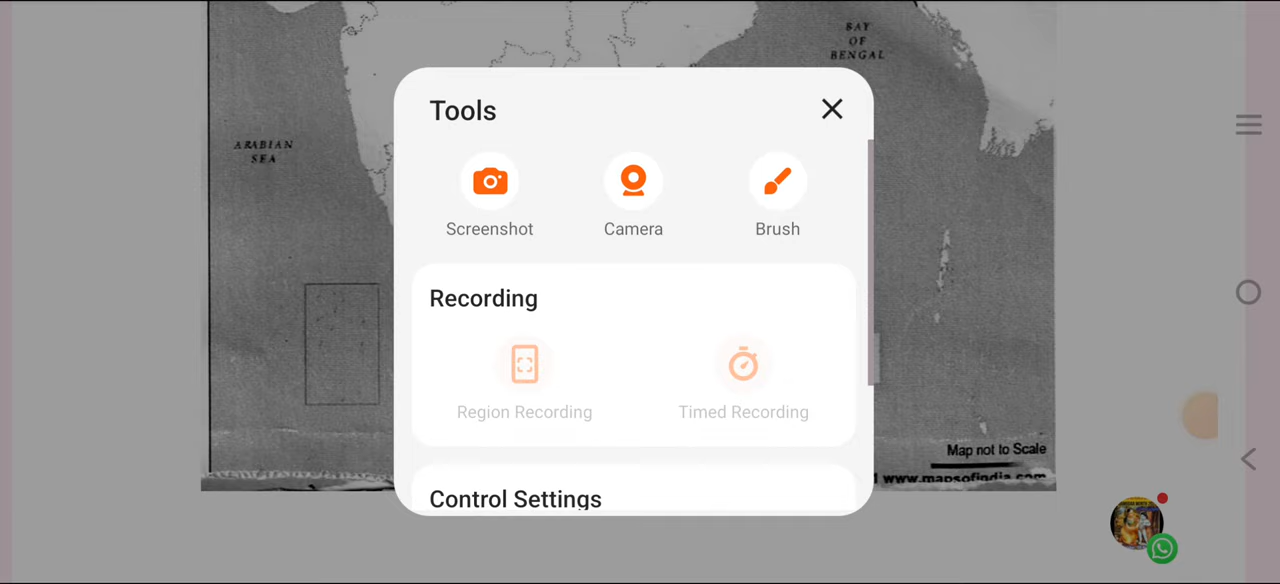 BAY
OF
BENGAL
Tools
ARABIAN
SEA
Screenshot
Camera
Brush
Recording
Region Recording
Timed Recording
Map not to Scale
www.mapsofindia.com
Control Settings